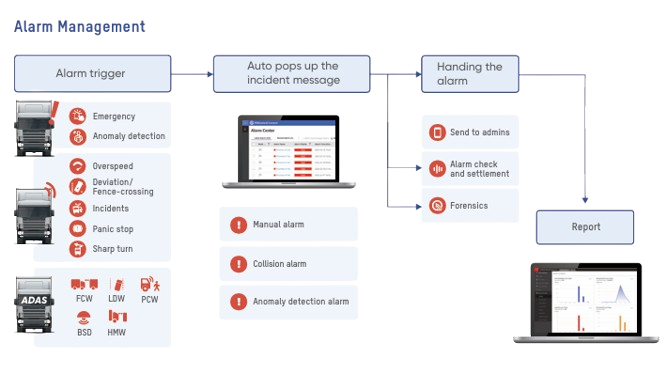 Alarm Management
Alarm trigger
Auto pops up the
incident message
Handing the
alarm
Emergency
Anomaly detection
Overspeed
Deviation/
Fence-crossing
Incidents
Panic stop
Sharp turn
ADAS
FCW
LDW
PCW
BSD
HMW
Alarm Center
Manual alarm
Collision alarm
Anomaly detection alarm
Send to admins
Alarm check
and settlement
Forensics
Report